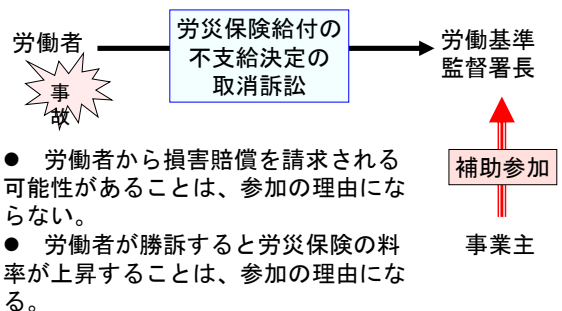 労働者
労災保険給付の
不支給決定の
取消訴訟
労働基準
監督署長
事
故
補助参加
事業主
● 労働者から損害賠償を請求される
可能性があることは、参加の理由にな
らない。
● 労働者が勝訴すると労災保険の料
率が上昇することは、参加の理由にな
る。